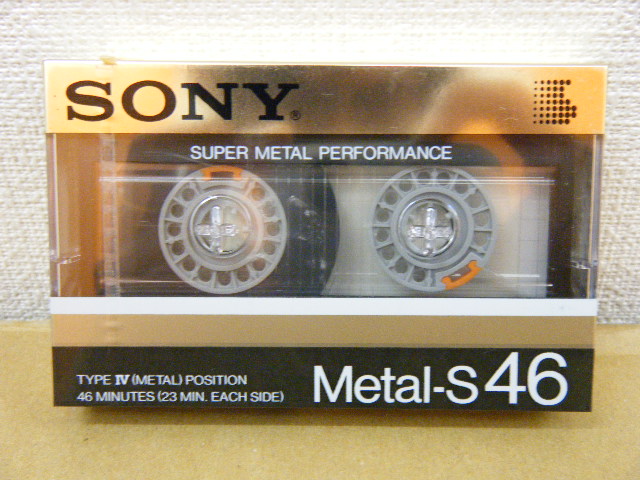 SONY®
SUPER METAL PERFORMANCE
TYPE IV (METAL) POSITION
46 MINUTES (23 MIN. EACH SIDE)
Metal-S 46